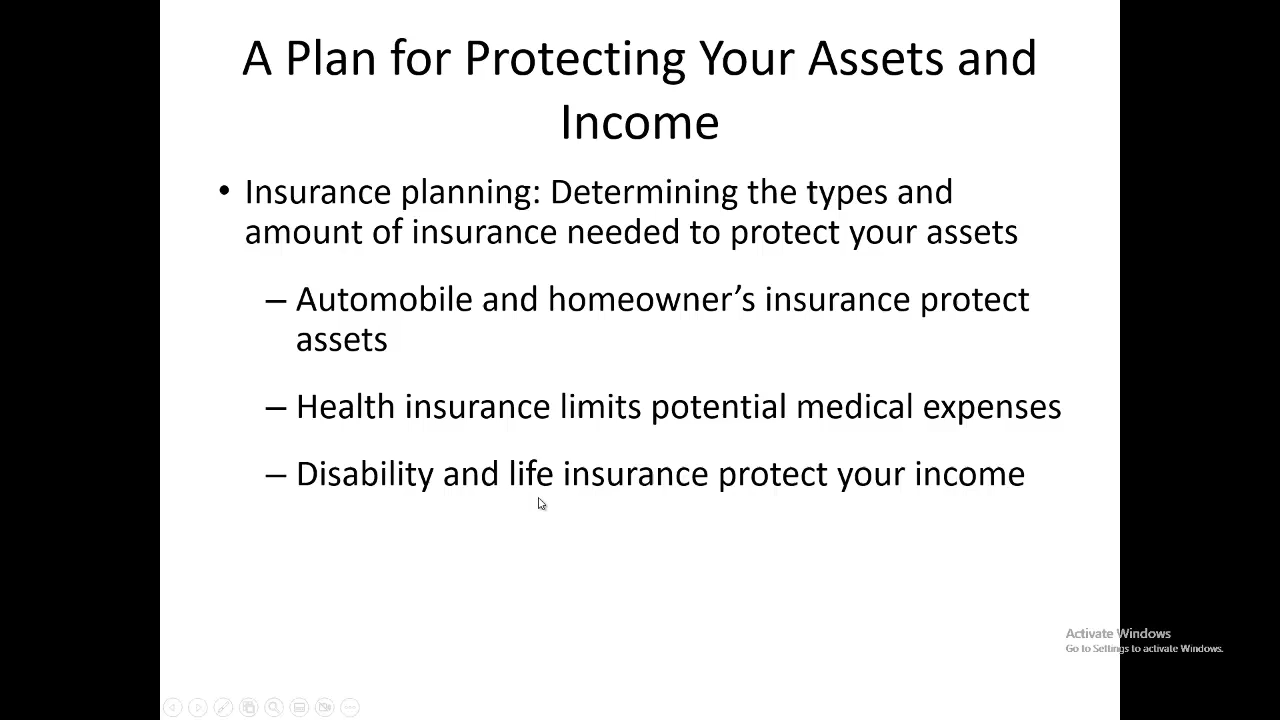 A Plan for Protecting Your Assets and
Income
• Insurance planning: Determining the types and
amount of insurance needed to protect your assets
– Automobile and homeowner’s insurance protect
assets
– Health insurance limits potential medical expenses
– Disability and life insurance protect your income
Activate Windows
Go to Settings to activate Windows.